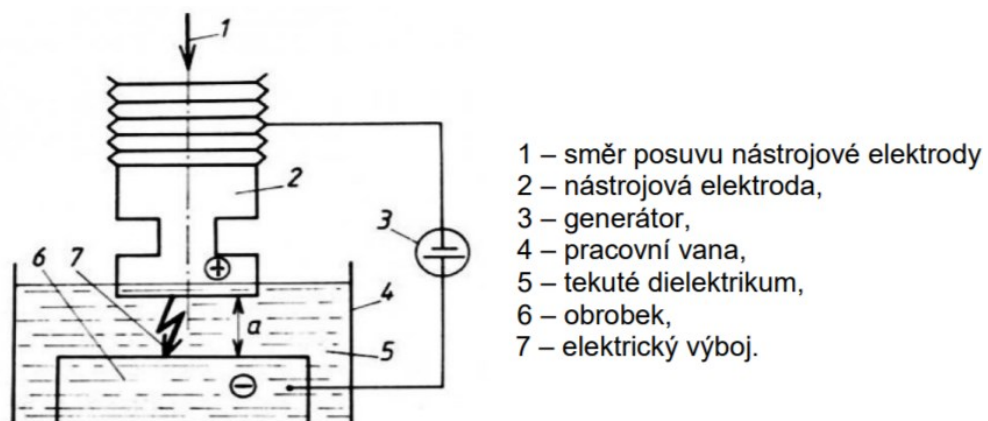 1
2
3
6
7
+
4
a
5
−
1 – směr posuvu nástrojové elektrody
2 – nástrojová elektroda,
3 – generátor,
4 – pracovní vana,
5 – tekuté dielektrikum,
6 – obrobek,
7 – elektrický výboj.